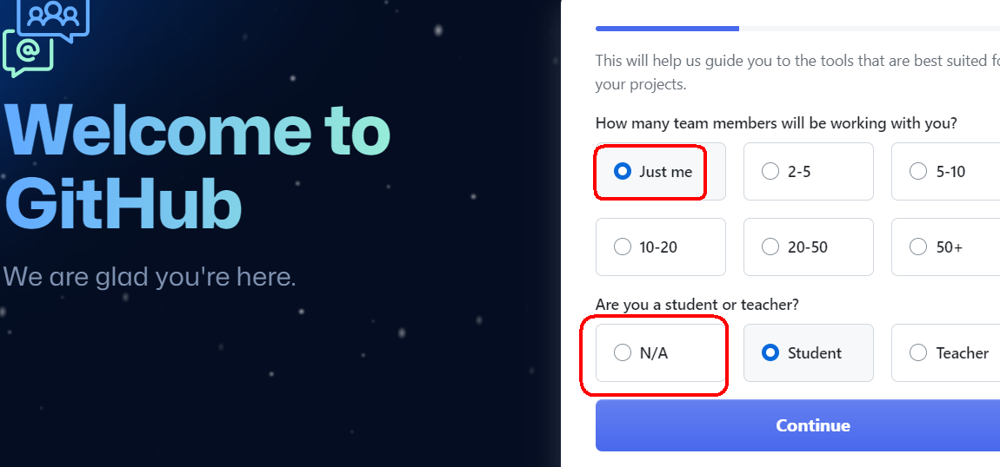 @
Welcome to
GitHub
We are glad you're here.
This will help us guide you to the tools that are best suited
your projects.
How many team members will be working with you?
Just me
2-5
5-10
10-20
20-50
50+
Are you a student or teacher?
N/A
Student
Teacher
Continue